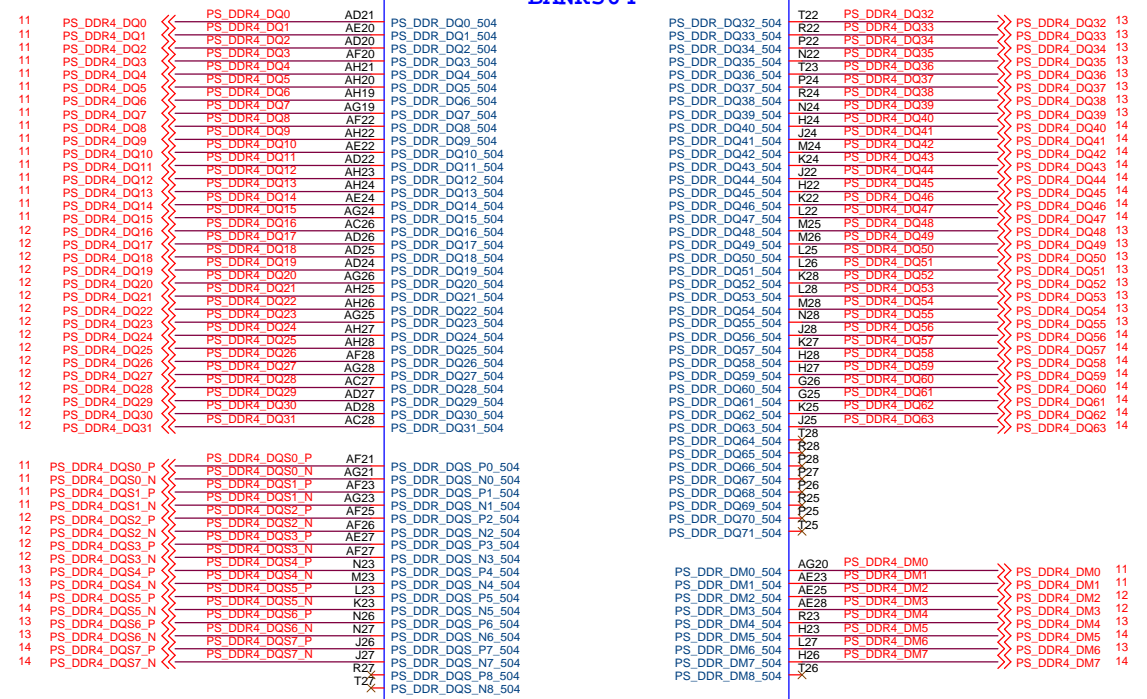 BANK504
11 PS_DDR4_DQ0 PS_DDR4_DQ0 AD21 PS_DDR_DQ0_504
11 PS_DDR4_DQ1 PS_DDR4_DQ1 AE20 PS_DDR_DQ1_504
11 PS_DDR4_DQ2 PS_DDR4_DQ2 AD20 PS_DDR_DQ2_504
11 PS_DDR4_DQ3 PS_DDR4_DQ3 AF20 PS_DDR_DQ3_504
11 PS_DDR4_DQ4 PS_DDR4_DQ4 AH21 PS_DDR_DQ4_504
11 PS_DDR4_DQ5 PS_DDR4_DQ5 AH20 PS_DDR_DQ5_504
11 PS_DDR4_DQ6 PS_DDR4_DQ6 AH19 PS_DDR_DQ6_504
11 PS_DDR4_DQ7 PS_DDR4_DQ7 AG19 PS_DDR_DQ7_504
11 PS_DDR4_DQ8 PS_DDR4_DQ8 AF22 PS_DDR_DQ8_504
11 PS_DDR4_DQ9 PS_DDR4_DQ9 AH22 PS_DDR_DQ9_504
11 PS_DDR4_DQ10 PS_DDR4_DQ10 AE22 PS_DDR_DQ10_504
11 PS_DDR4_DQ11 PS_DDR4_DQ11 AD22 PS_DDR_DQ11_504
11 PS_DDR4_DQ12 PS_DDR4_DQ12 AH23 PS_DDR_DQ12_504
11 PS_DDR4_DQ13 PS_DDR4_DQ13 AH24 PS_DDR_DQ13_504
11 PS_DDR4_DQ14 PS_DDR4_DQ14 AE24 PS_DDR_DQ14_504
11 PS_DDR4_DQ15 PS_DDR4_DQ15 AG24 PS_DDR_DQ15_504
12 PS_DDR4_DQ16 PS_DDR4_DQ16 AC26 PS_DDR_DQ16_504
12 PS_DDR4_DQ17 PS_DDR4_DQ17 AD26 PS_DDR_DQ17_504
12 PS_DDR4_DQ18 PS_DDR4_DQ18 AD25 PS_DDR_DQ18_504
12 PS_DDR4_DQ19 PS_DDR4_DQ19 AD24 PS_DDR_DQ19_504
12 PS_DDR4_DQ20 PS_DDR4_DQ20 AG26 PS_DDR_DQ20_504
12 PS_DDR4_DQ21 PS_DDR4_DQ21 AH25 PS_DDR_DQ21_504
12 PS_DDR4_DQ22 PS_DDR4_DQ22 AH26 PS_DDR_DQ22_504
12 PS_DDR4_DQ23 PS_DDR4_DQ23 AG25 PS_DDR_DQ23_504
12 PS_DDR4_DQ24 PS_DDR4_DQ24 AH27 PS_DDR_DQ24_504
12 PS_DDR4_DQ25 PS_DDR4_DQ25 AH28 PS_DDR_DQ25_504
12 PS_DDR4_DQ26 PS_DDR4_DQ26 AF28 PS_DDR_DQ26_504
12 PS_DDR4_DQ27 PS_DDR4_DQ27 AG28 PS_DDR_DQ27_504
12 PS_DDR4_DQ28 PS_DDR4_DQ28 AC27 PS_DDR_DQ28_504
12 PS_DDR4_DQ29 PS_DDR4_DQ29 AD27 PS_DDR_DQ29_504
12 PS_DDR4_DQ30 PS_DDR4_DQ30 AD28 PS_DDR_DQ30_504
12 PS_DDR4_DQ31 PS_DDR4_DQ31 AC28 PS_DDR_DQ31_504
11 PS_DDR4_DQS0_P PS_DDR4_DQS0_P AF21 PS_DDR_DQS_P0_504
11 PS_DDR4_DQS0_N PS_DDR4_DQS0_N AG21 PS_DDR_DQS_N0_504
11 PS_DDR4_DQS1_P PS_DDR4_DQS1_P AF23 PS_DDR_DQS_P1_504
11 PS_DDR4_DQS1_N PS_DDR4_DQS1_N AG23 PS_DDR_DQS_N1_504
12 PS_DDR4_DQS2_P PS_DDR4_DQS2_P AF25 PS_DDR_DQS_P2_504
12 PS_DDR4_DQS2_N PS_DDR4_DQS2_N AF26 PS_DDR_DQS_N2_504
12 PS_DDR4_DQS3_P PS_DDR4_DQS3_P AE27 PS_DDR_DQS_P3_504
12 PS_DDR4_DQS3_N PS_DDR4_DQS3_N AF27 PS_DDR_DQS_N3_504
13 PS_DDR4_DQS4_P PS_DDR4_DQS4_P N23 PS_DDR_DQS_P4_504
13 PS_DDR4_DQS4_N PS_DDR4_DQS4_N M23 PS_DDR_DQS_N4_504
14 PS_DDR4_DQS5_P PS_DDR4_DQS5_P L23 PS_DDR_DQS_P5_504
14 PS_DDR4_DQS5_N PS_DDR4_DQS5_N K23 PS_DDR_DQS_N5_504
13 PS_DDR4_DQS6_P PS_DDR4_DQS6_P N26 PS_DDR_DQS_P6_504
13 PS_DDR4_DQS6_N PS_DDR4_DQS6_N N27 PS_DDR_DQS_N6_504
14 PS_DDR4_DQS7_P PS_DDR4_DQS7_P J26 PS_DDR_DQS_P7_504
14 PS_DDR4_DQS7_N PS_DDR4_DQS7_N J27 PS_DDR_DQS_N7_504
R27 PS_DDR_DQS_P8_504
T27 PS_DDR_DQS_N8_504
PS_DDR_DQ32_504 T22 PS_DDR4_DQ32 PS_DDR4_DQ32 13
PS_DDR_DQ33_504 R22 PS_DDR4_DQ33 PS_DDR4_DQ33 13
PS_DDR_DQ34_504 P22 PS_DDR4_DQ34 PS_DDR4_DQ34 13
PS_DDR_DQ35_504 N22 PS_DDR4_DQ35 PS_DDR4_DQ35 13
PS_DDR_DQ36_504 T23 PS_DDR4_DQ36 PS_DDR4_DQ36 13
PS_DDR_DQ37_504 P24 PS_DDR4_DQ37 PS_DDR4_DQ37 13
PS_DDR_DQ38_504 R24 PS_DDR4_DQ38 PS_DDR4_DQ38 13
PS_DDR_DQ39_504 N24 PS_DDR4_DQ39 PS_DDR4_DQ39 13
PS_DDR_DQ40_504 H24 PS_DDR4_DQ40 PS_DDR4_DQ40 14
PS_DDR_DQ41_504 J24 PS_DDR4_DQ41 PS_DDR4_DQ41 14
PS_DDR_DQ42_504 M24 PS_DDR4_DQ42 PS_DDR4_DQ42 14
PS_DDR_DQ43_504 K24 PS_DDR4_DQ43 PS_DDR4_DQ43 14
PS_DDR_DQ44_504 J22 PS_DDR4_DQ44 PS_DDR4_DQ44 14
PS_DDR_DQ45_504 H22 PS_DDR4_DQ45 PS_DDR4_DQ45 14
PS_DDR_DQ46_504 K22 PS_DDR4_DQ46 PS_DDR4_DQ46 14
PS_DDR_DQ47_504 L22 PS_DDR4_DQ47 PS_DDR4_DQ47 14
PS_DDR_DQ48_504 M25 PS_DDR4_DQ48 PS_DDR4_DQ48 13
PS_DDR_DQ49_504 M26 PS_DDR4_DQ49 PS_DDR4_DQ49 13
PS_DDR_DQ50_504 L25 PS_DDR4_DQ50 PS_DDR4_DQ50 13
PS_DDR_DQ51_504 L26 PS_DDR4_DQ51 PS_DDR4_DQ51 13
PS_DDR_DQ52_504 K28 PS_DDR4_DQ52 PS_DDR4_DQ52 13
PS_DDR_DQ53_504 L28 PS_DDR4_DQ53 PS_DDR4_DQ53 13
PS_DDR_DQ54_504 M28 PS_DDR4_DQ54 PS_DDR4_DQ54 13
PS_DDR_DQ55_504 N28 PS_DDR4_DQ55 PS_DDR4_DQ55 13
PS_DDR_DQ56_504 J28 PS_DDR4_DQ56 PS_DDR4_DQ56 14
PS_DDR_DQ57_504 K27 PS_DDR4_DQ57 PS_DDR4_DQ57 14
PS_DDR_DQ58_504 H28 PS_DDR4_DQ58 PS_DDR4_DQ58 14
PS_DDR_DQ59_504 H27 PS_DDR4_DQ59 PS_DDR4_DQ59 14
PS_DDR_DQ60_504 G26 PS_DDR4_DQ60 PS_DDR4_DQ60 14
PS_DDR_DQ61_504 G25 PS_DDR4_DQ61 PS_DDR4_DQ61 14
PS_DDR_DQ62_504 K25 PS_DDR4_DQ62 PS_DDR4_DQ62 14
PS_DDR_DQ63_504 J25 PS_DDR4_DQ63 PS_DDR4_DQ63 14
PS_DDR_DQ64_504 T28
PS_DDR_DQ65_504 R28
PS_DDR_DQ66_504 P28
PS_DDR_DQ67_504 P27
PS_DDR_DQ68_504 P26
PS_DDR_DQ69_504 R25
PS_DDR_DQ70_504 P25
PS_DDR_DQ71_504 T25
PS_DDR_DM0_504 AG20 PS_DDR4_DM0 PS_DDR4_DM0 11
PS_DDR_DM1_504 AE23 PS_DDR4_DM1 PS_DDR4_DM1 11
PS_DDR_DM2_504 AE25 PS_DDR4_DM2 PS_DDR4_DM2 12
PS_DDR_DM3_504 AE28 PS_DDR4_DM3 PS_DDR4_DM3 12
PS_DDR_DM4_504 R23 PS_DDR4_DM4 PS_DDR4_DM4 13
PS_DDR_DM5_504 H23 PS_DDR4_DM5 PS_DDR4_DM5 14
PS_DDR_DM6_504 L27 PS_DDR4_DM6 PS_DDR4_DM6 13
PS_DDR_DM7_504 H26 PS_DDR4_DM7 PS_DDR4_DM7 14
PS_DDR_DM8_504 T26